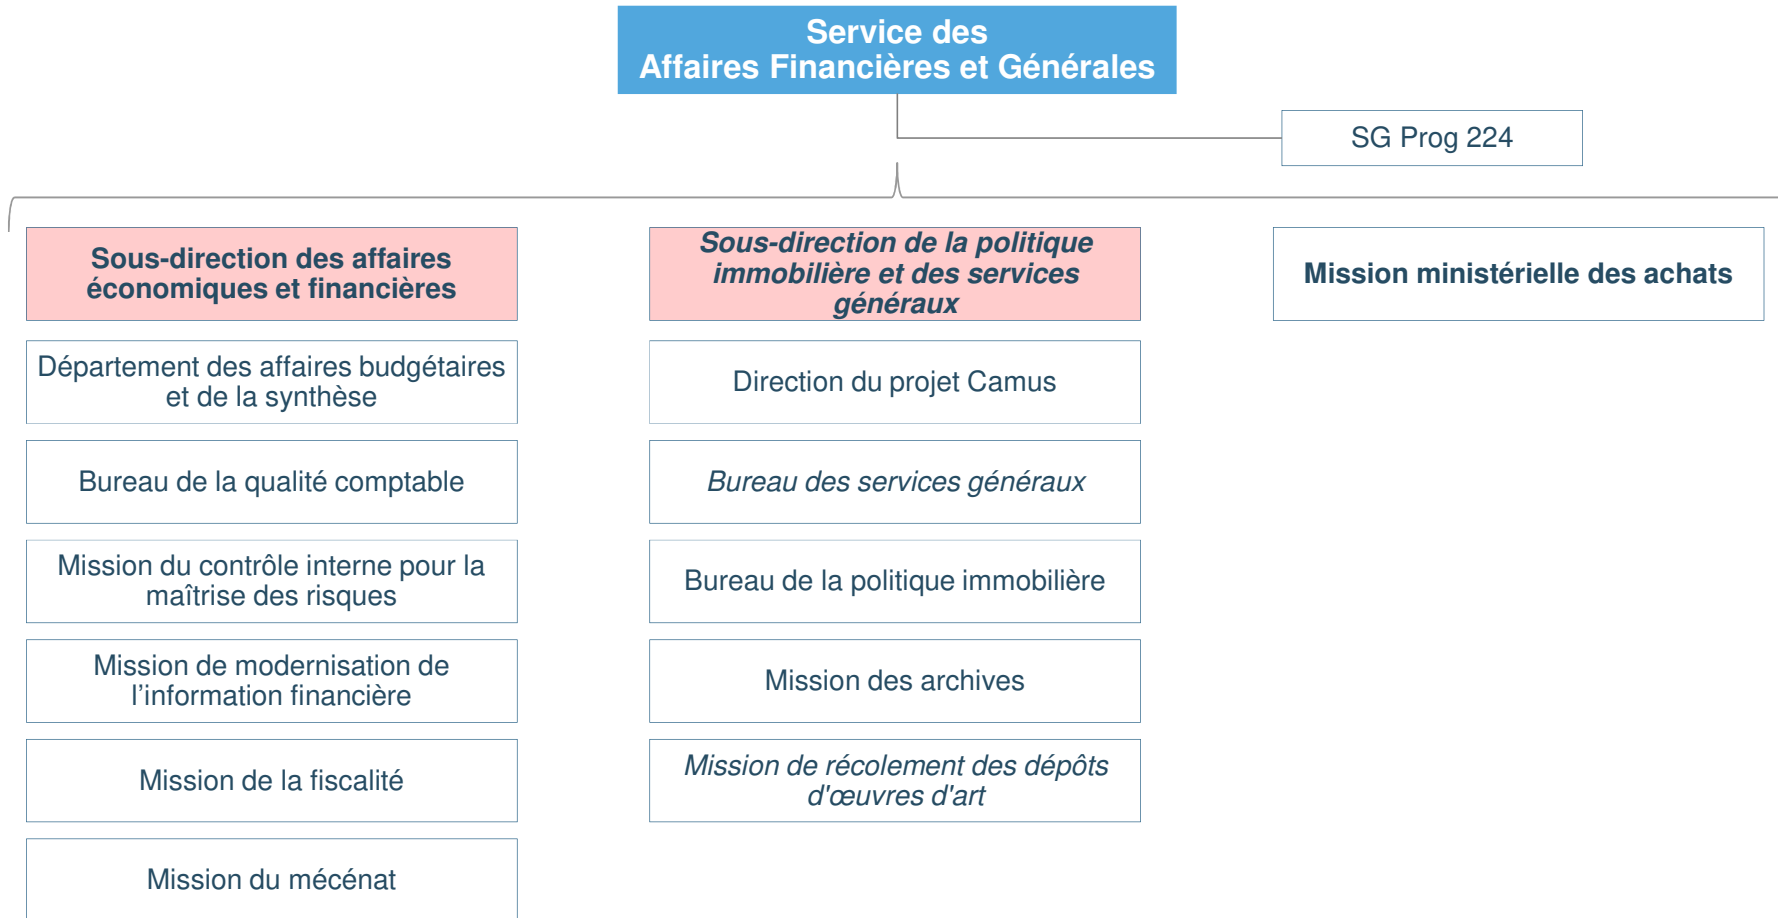 Service des
Affaires Financières et Générales
SG Prog 224
Sous-direction des affaires
économiques et financières
Département des affaires budgétaires
et de la synthèse
Bureau de la qualité comptable
Mission du contrôle interne pour la
maîtrise des risques
Mission de modernisation de
l’information financière
Mission de la fiscalité
Mission du mécénat
Sous-direction de la politique
immobilière et des services
généraux
Direction du projet Camus
Bureau des services généraux
Bureau de la politique immobilière
Mission des archives
Mission de récolement des dépôts
d'œuvres d'art
Mission ministérielle des achats